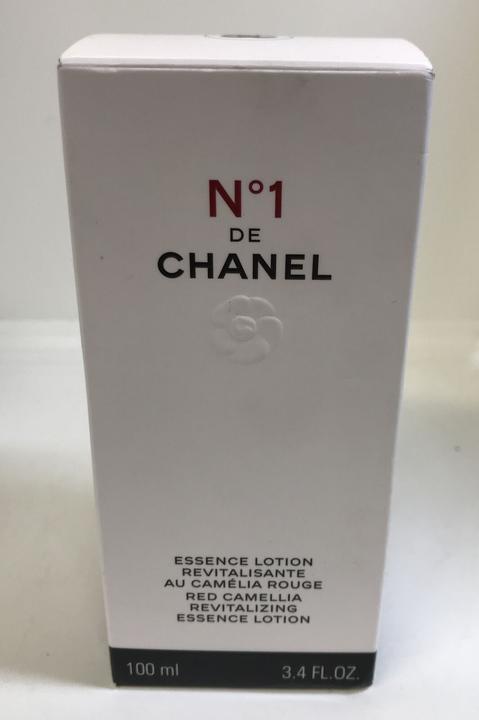 N°1
DE
CHANEL
ESSENCE LOTION
REVITALISANTE
AU CAMÉLIA ROUGE
RED CAMELLIA
REVITALIZING
ESSENCE LOTION
100 ml 3.4 FL.OZ.